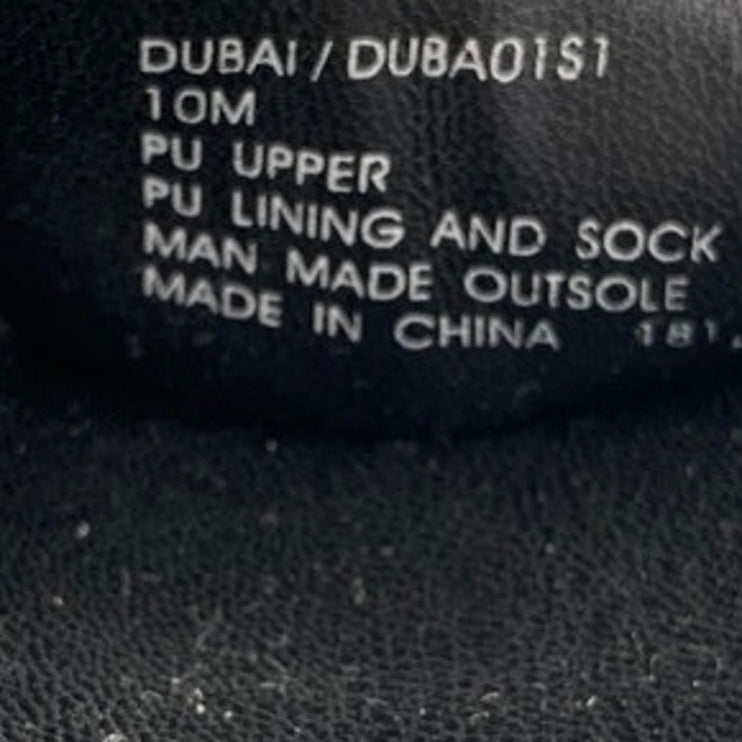 DUBAI / DUBA01S1
10M
PU UPPER
PU LINING AND SOCK
MAN MADE OUTSOLE
MADE IN CHINA